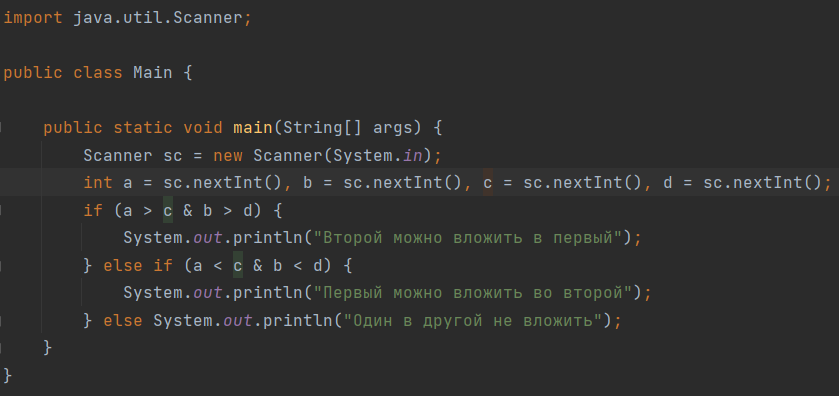 import java.util.Scanner;
public class Main {
public static void main(String[] args) {
Scanner sc = new Scanner(System.in);
int a = sc.nextInt(), b = sc.nextInt(), c = sc.nextInt(), d = sc.nextInt();
if (a > c & b > d) {
System.out.println("Второй можно вложить в первый");
} else if (a < c & b < d) {
System.out.println("Первый можно вложить во второй");
} else System.out.println("Один в другой не вложить");
}
}